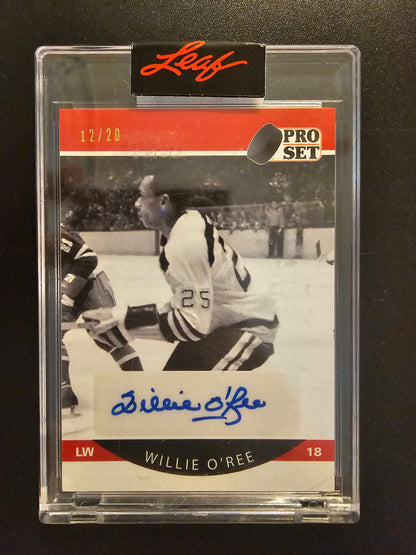 Leaf
12/20
PRO
SET
25
Willie O'Ree
LW WILLIE O'REE 18